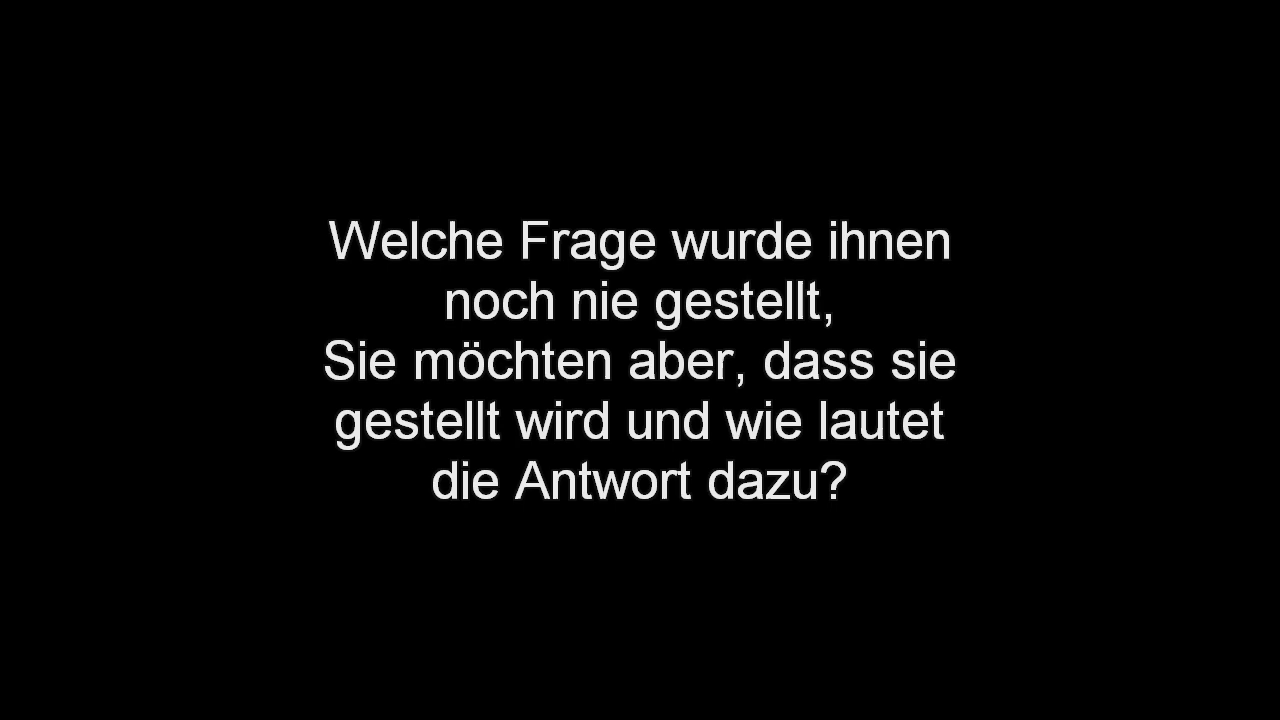 Welche Frage wurde ihnen
noch nie gestellt,
Sie möchten aber, dass sie
gestellt wird und wie lautet
die Antwort dazu?